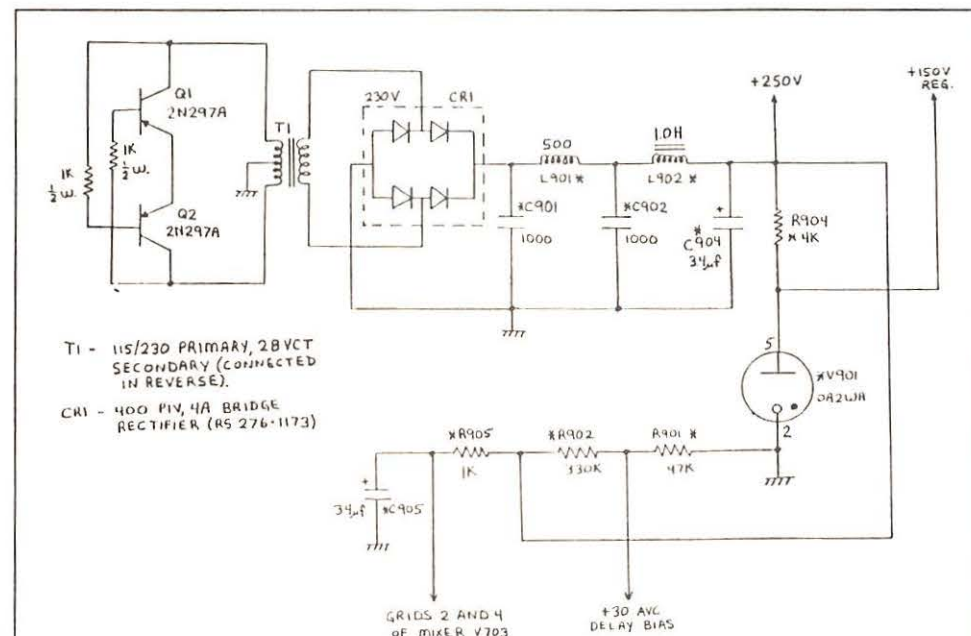 Q1
2N297A
1K
½ W.
1K
½ W.
Q2
2N297A
T1
230V
CR1
500
L901*
1.0H
L902*
*C901
1000
*C902
1000
+
*
C904
34µf
+250V
+150V
REG.
R904
*4K
5
*V901
OA2WA
2
T1 - 115/230 PRIMARY, 28VCT
SECONDARY (CONNECTED
IN REVERSE).
CR1 - 400 PIV, 4A BRIDGE
RECTIFIER (RS 276-1173)
*R905
1K
*R902
330K
R901*
47K
+
34µf
*C905
GRIDS 2 AND 4
OF MIXER V703
+30 AVC
DELAY BIAS